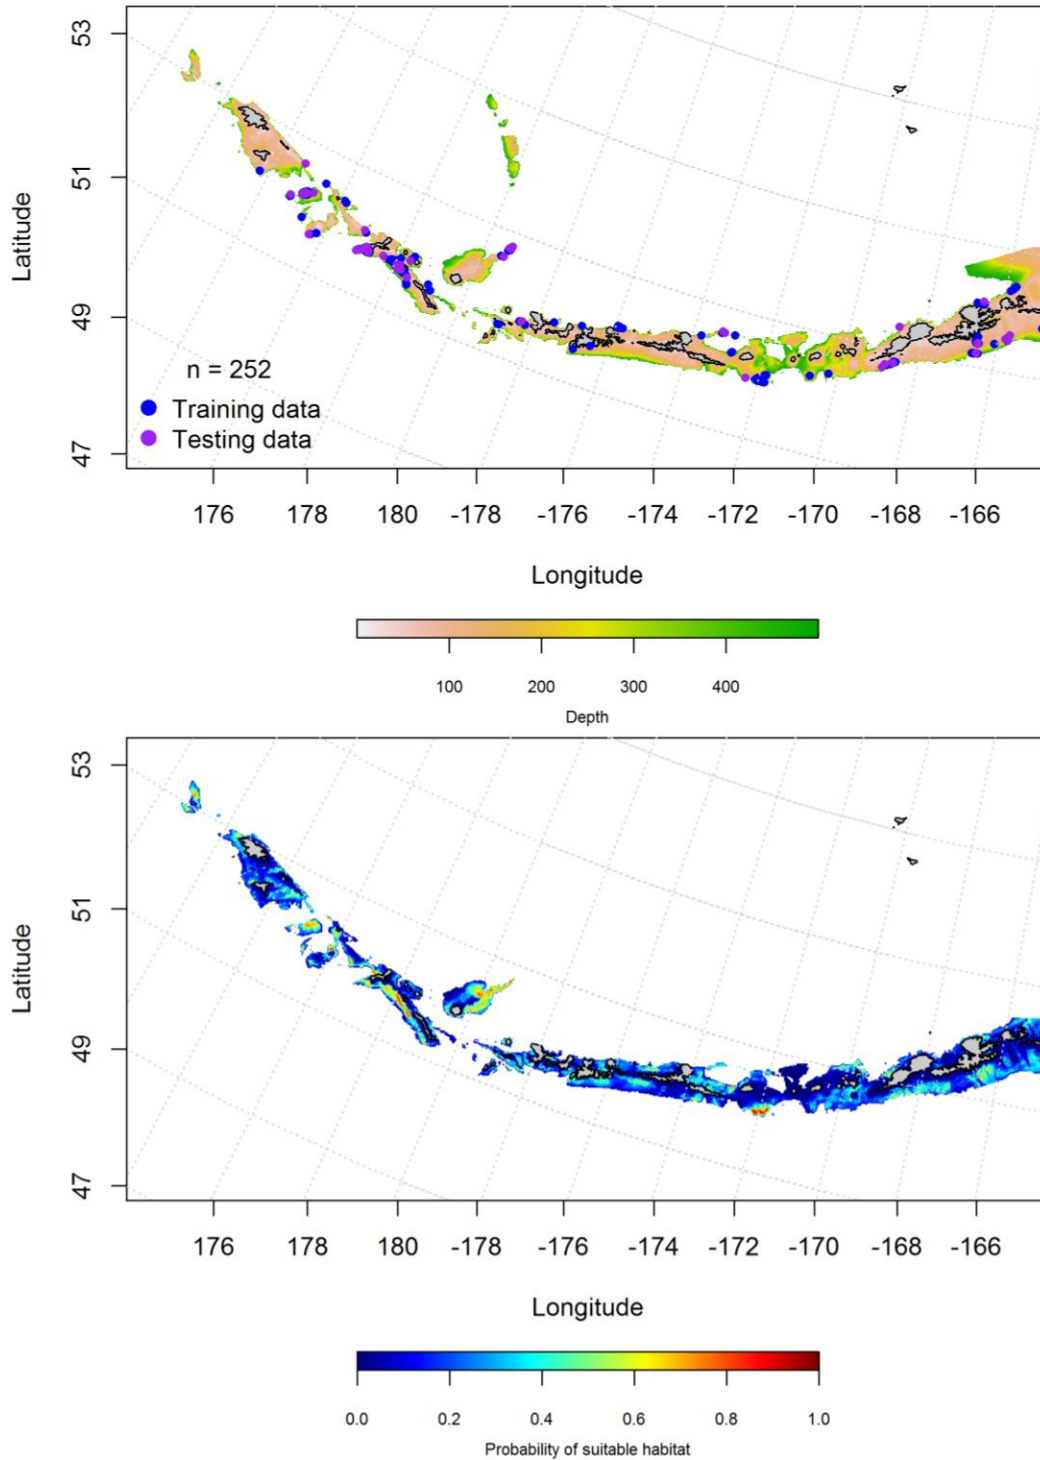 53
51
49
47
Latitude
n = 252
Training data
Testing data
176 178 180 -178 -176 -174 -172 -170 -168 -166
Longitude
100 200 300 400
Depth
53
51
49
47
Latitude
176 178 180 -178 -176 -174 -172 -170 -168 -166
Longitude
0.0 0.2 0.4 0.6 0.8 1.0
Probability of suitable habitat